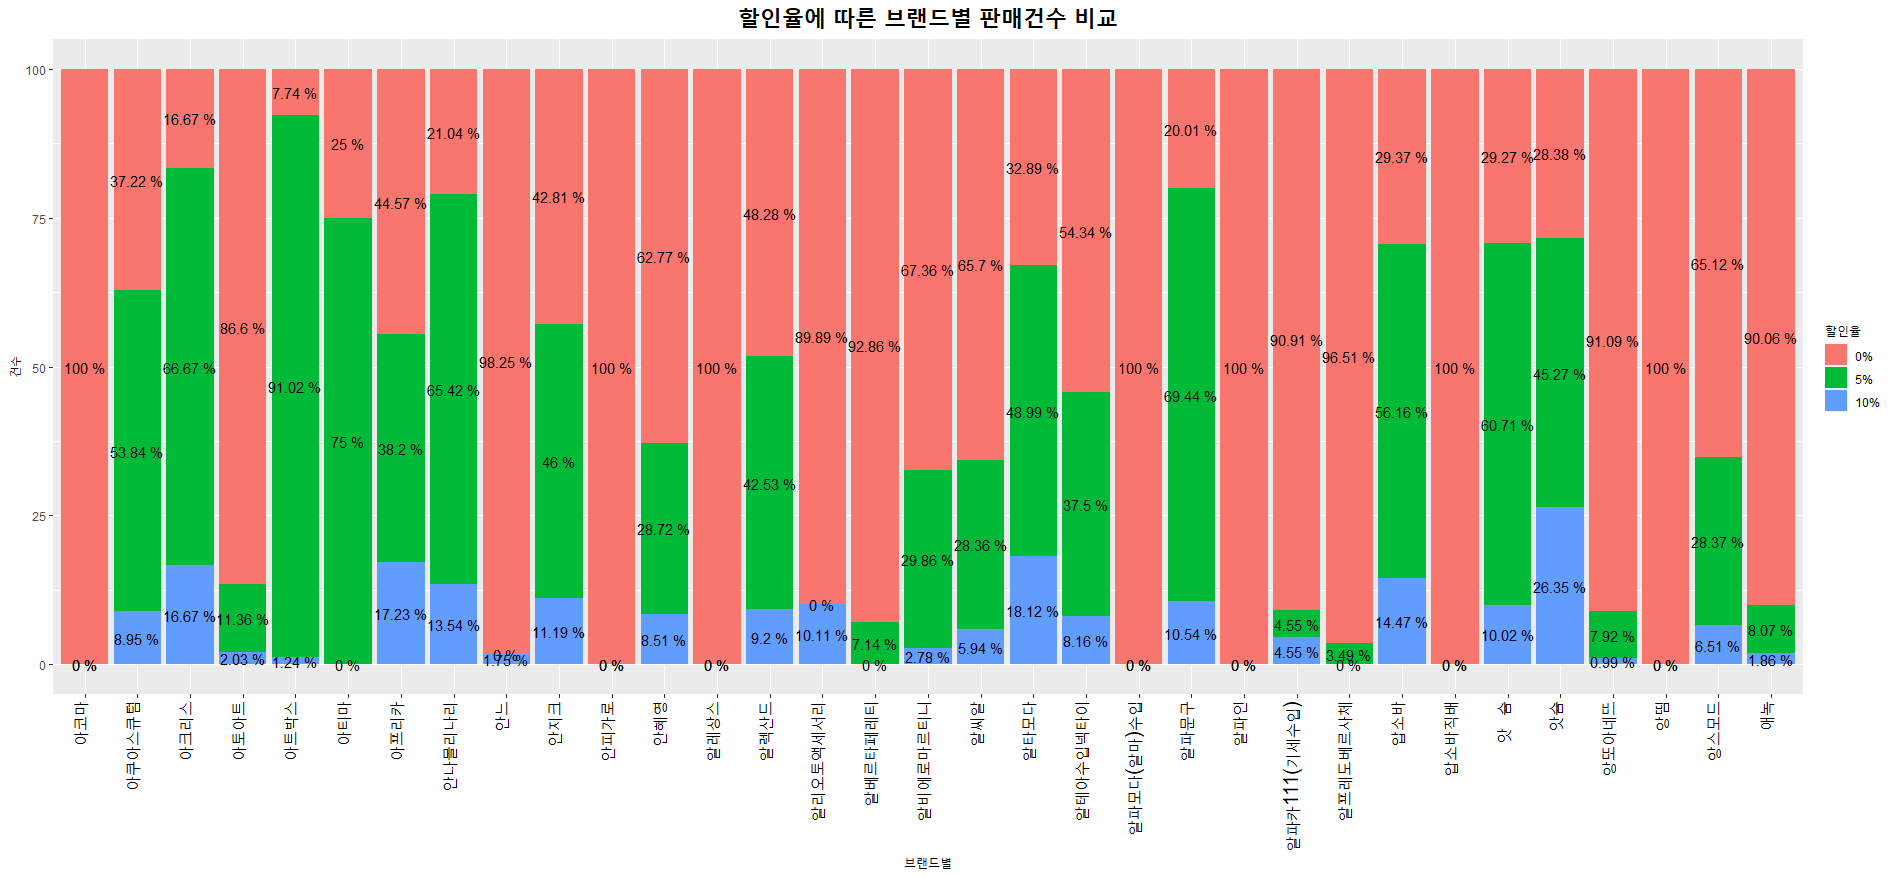 할인율에 따른 브랜드별 판매건수 비교
건수
100
75
50
25
0
100 %
0 %
37.22 %
53.84 %
8.95 %
16.67 %
66.67 %
16.67 %
86.6 %
11.36 %
2.03 %
7.74 %
91.02 %
1.24 %
25 %
75 %
0 %
44.57 %
38.2 %
17.23 %
21.04 %
65.42 %
13.54 %
98.25 %
0 %
1.75 %
42.81 %
46 %
11.19 %
100 %
0 %
62.77 %
28.72 %
8.51 %
100 %
0 %
48.28 %
42.53 %
9.2 %
89.89 %
0 %
10.11 %
92.86 %
7.14 %
0 %
67.36 %
29.86 %
2.78 %
65.7 %
28.36 %
5.94 %
32.89 %
48.99 %
18.12 %
54.34 %
37.5 %
8.16 %
100 %
0 %
20.01 %
69.44 %
10.54 %
100 %
0 %
90.91 %
4.55 %
4.55 %
96.51 %
3.49 %
0 %
29.37 %
56.16 %
14.47 %
100 %
0 %
29.27 %
60.71 %
10.02 %
28.38 %
45.27 %
26.35 %
91.09 %
7.92 %
0.99 %
100 %
0 %
65.12 %
28.37 %
6.51 %
90.06 %
8.07 %
1.86 %
아코마
아쿠아스큐텀
아크리스
아토아트
아트박스
아티마
아프리카
안나몰리나리
안느
안지크
안피가로
안혜영
알레상스
알렉산드
알리오토액세서리
알베르타페레티
알비에로마르티니
알씨알
알타모다
알테아수입넥타이
알파모다(알마)수입
알파문구
알파인
알파카111(기세수입)
알프레도베르사체
압소바
압소바직배
앗 숍
앗숍
앙또아네뜨
앙띰
앙스모드
애녹
브랜드별
할인율
0%
5%
10%